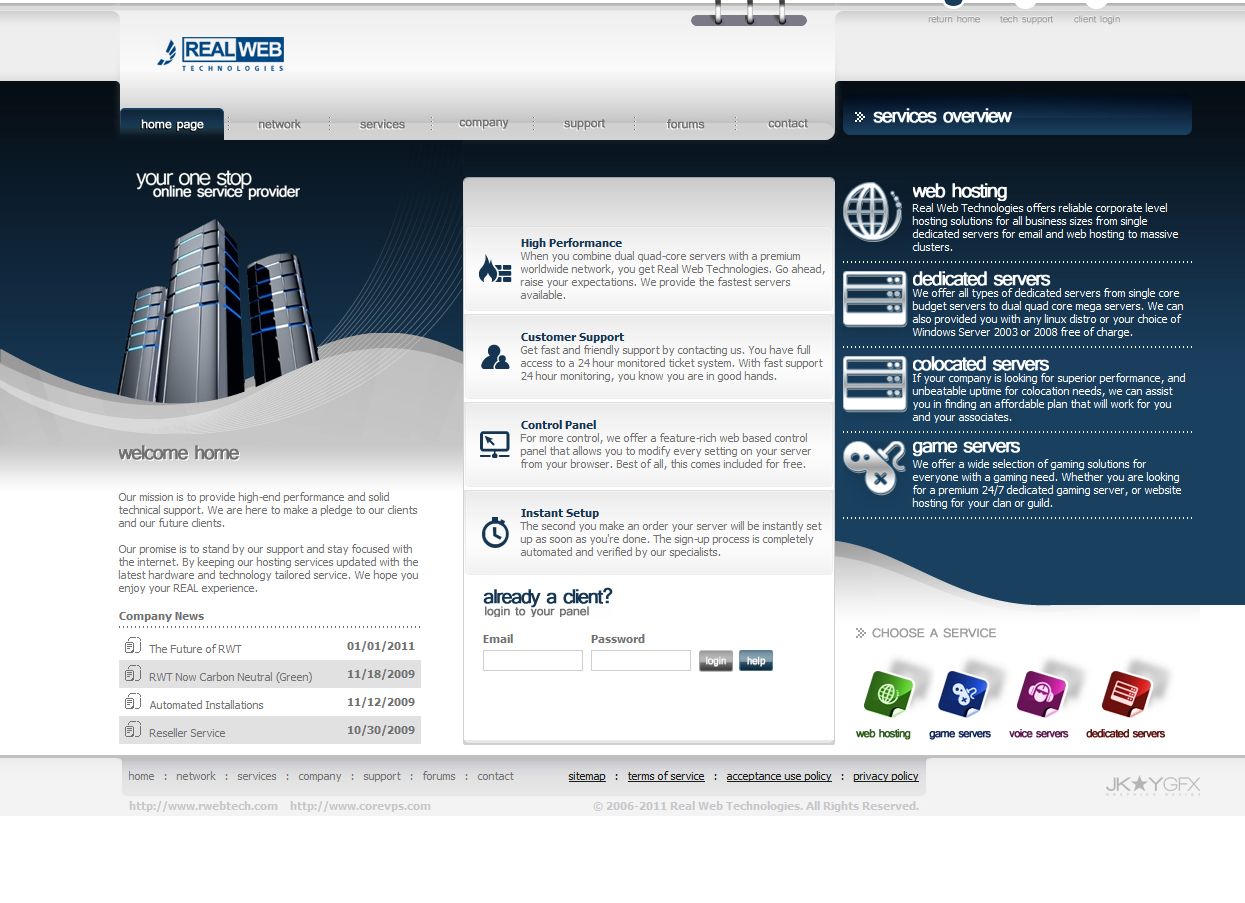 return home tech support client login
REAL WEB
TECHNOLOGIES
home page network services company support forums contact
services overview
your one stop
online service provider
High Performance
When you combine dual quad-core servers with a premium
worldwide network, you get Real Web Technologies. Go ahead,
raise your expectations. We provide the fastest servers
available.
Customer Support
Get fast and friendly support by contacting us. You have full
access to a 24 hour monitored ticket system. With fast support
24 hour monitoring, you know you are in good hands.
Control Panel
For more control, we offer a feature-rich web based control
panel that allows you to modify every setting on your server
from your browser. Best of all, this comes included for free.
Instant Setup
The second you make an order your server will be instantly set
up as soon as you're done. The sign-up process is completely
automated and verified by our specialists.
already a client?
login to your panel
Email Password
login help
web hosting
Real Web Technologies offers reliable corporate level
hosting solutions for all business sizes from single
dedicated servers for email and web hosting to massive
clusters.
dedicated servers
We offer all types of dedicated servers from single core
budget servers to dual quad core mega servers. We can
also provided you with any linux distro or your choice of
Windows Server 2003 or 2008 free of charge.
colocated servers
If your company is looking for superior performance, and
unbeatable uptime for colocation needs, we can assist
you in finding an affordable plan that will work for you
and your associates.
game servers
We offer a wide selection of gaming solutions for
everyone with a gaming need. Whether you are looking
for a premium 24/7 dedicated gaming server, or website
hosting for your clan or guild.
welcome home
Our mission is to provide high-end performance and solid
technical support. We are here to make a pledge to our clients
and our future clients.
Our promise is to stand by our support and stay focused with
the internet. By keeping our hosting services updated with the
latest hardware and technology tailored service. We hope you
enjoy your REAL experience.
Company News
The Future of RWT 01/01/2011
RWT Now Carbon Neutral (Green) 11/18/2009
Automated Installations 11/12/2009
Reseller Service 10/30/2009
CHOOSE A SERVICE
web hosting game servers voice servers dedicated servers
home : network : services : company : support : forums : contact
sitemap : terms of service : acceptance use policy : privacy policy
http://www.rwebtech.com http://www.corevps.com
© 2006-2011 Real Web Technologies. All Rights Reserved.
JK★YGFX